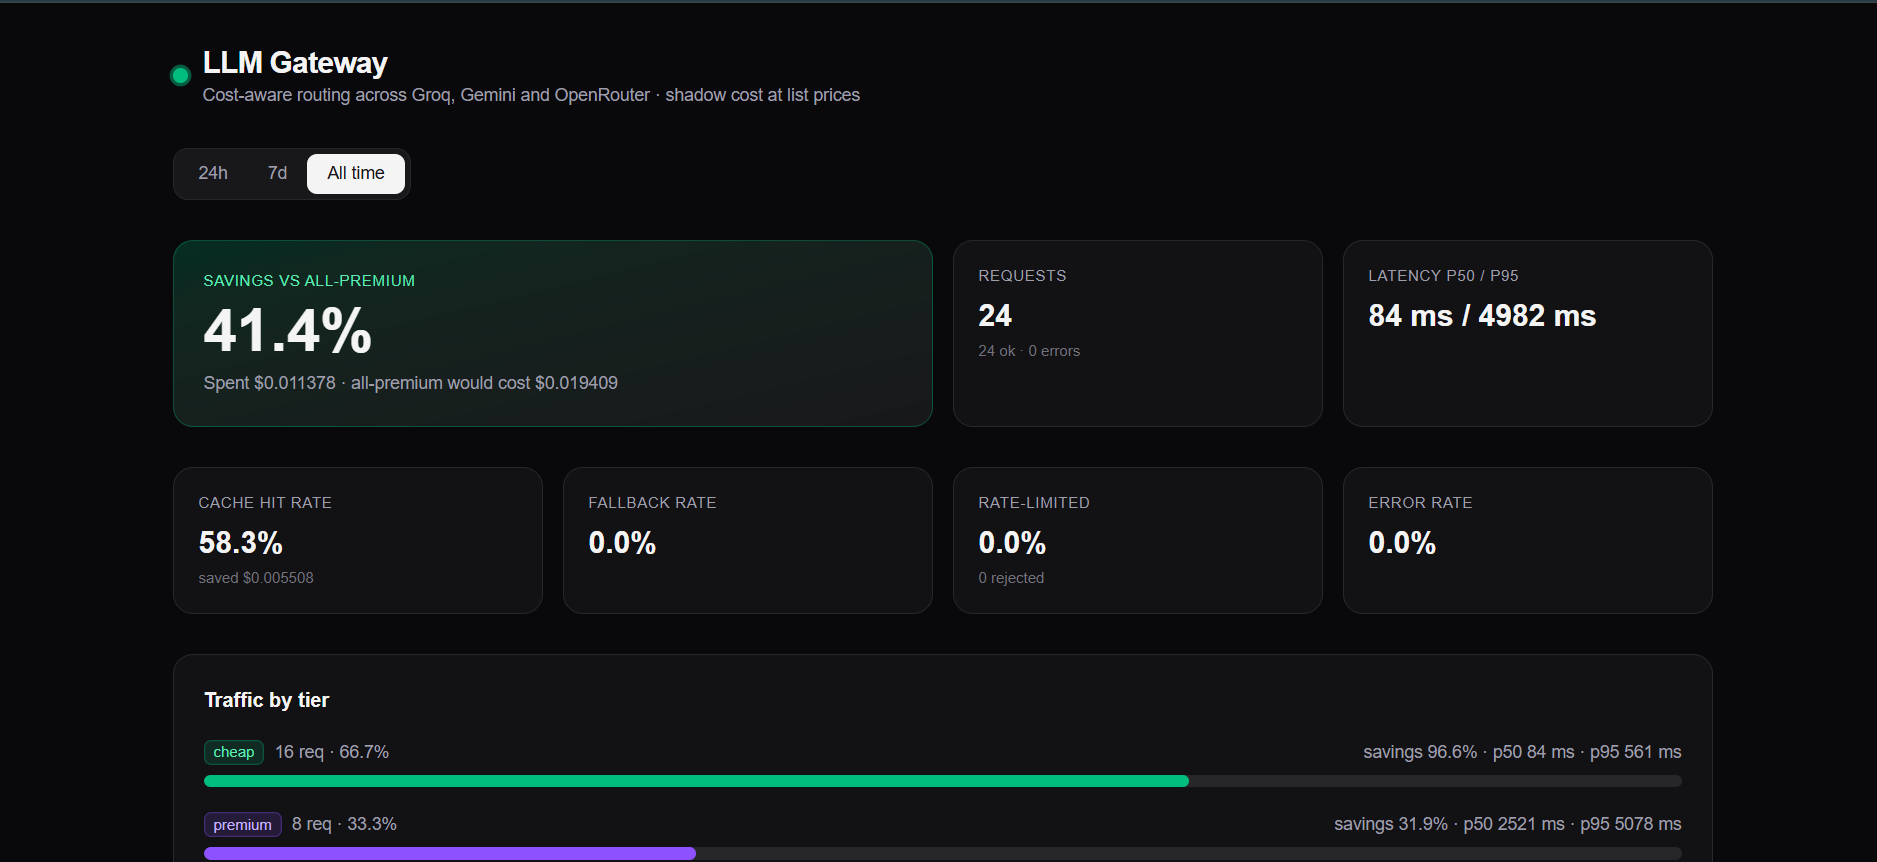 LLM Gateway
Cost-aware routing across Groq, Gemini and OpenRouter · shadow cost at list prices
24h 7d All time
SAVINGS VS ALL-PREMIUM
41.4%
Spent $0.011378 · all-premium would cost $0.019409
REQUESTS
24
24 ok · 0 errors
LATENCY P50 / P95
84 ms / 4982 ms
CACHE HIT RATE
58.3%
saved $0.005508
FALLBACK RATE
0.0%
RATE-LIMITED
0.0%
0 rejected
ERROR RATE
0.0%
Traffic by tier
cheap 16 req · 66.7% savings 96.6% · p50 84 ms · p95 561 ms
premium 8 req · 33.3% savings 31.9% · p50 2521 ms · p95 5078 ms